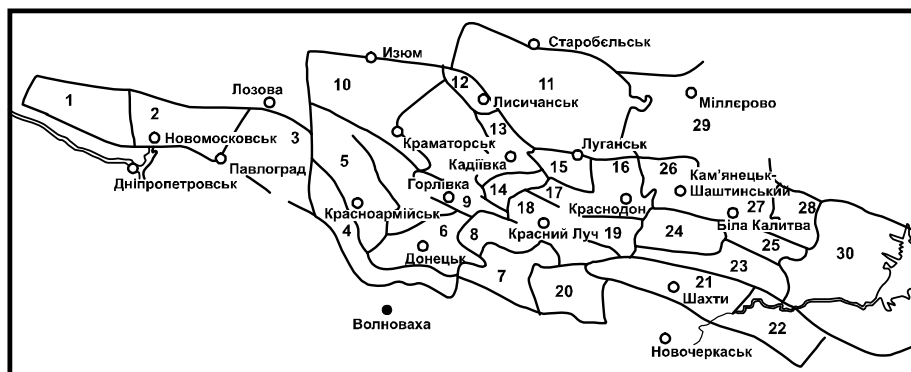 Изюм
Старобєльськ
10
12
11
Міллєрово
29
1
2
Лозова
3
Лисичанськ
13
Новомосковськ
Павлоград
Дніпропетровськ
Краматорськ
Кадіївка
Луганськ
15
16
26
Кам’янецьк-
Шаштинський
5
Горлівка
9
14
17
18
Краснодон
27
28
Біла Калитва
Красноармійськ
4
6
8
Красний Луч
19
24
25
30
Донецьк
7
20
21
23
Шахти
22
Волноваха
Новочеркаськ